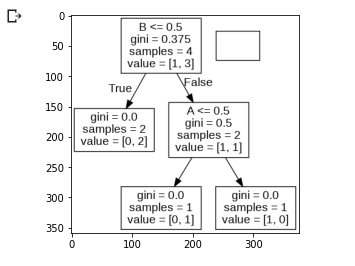 0
50
100
150
200
250
300
350
0
100
200
300
B <= 0.5
gini = 0.375
samples = 4
value = [1, 3]
True
False
gini = 0.0
samples = 2
value = [0, 2]
A <= 0.5
gini = 0.5
samples = 2
value = [1, 1]
gini = 0.0
samples = 1
value = [0, 1]
gini = 0.0
samples = 1
value = [1, 0]